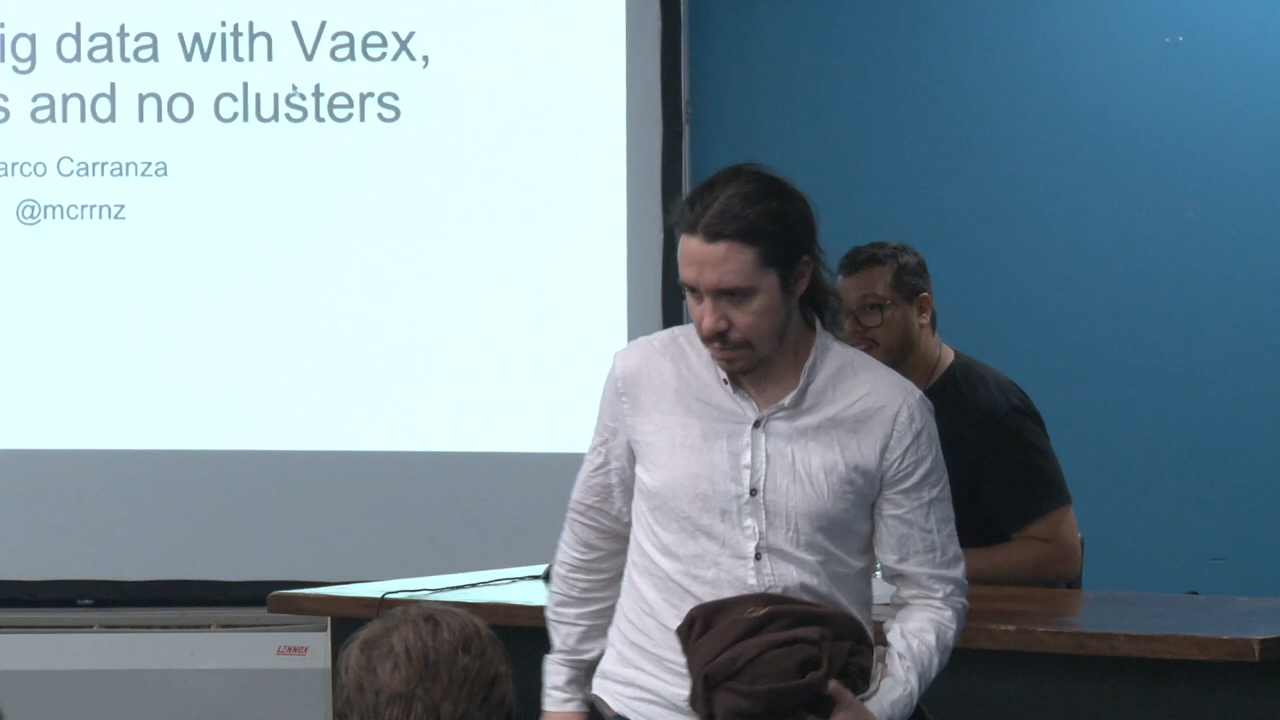 ig data with Vaex,
s and no clusters
arco Carranza
@mcrrnz
LENNOX